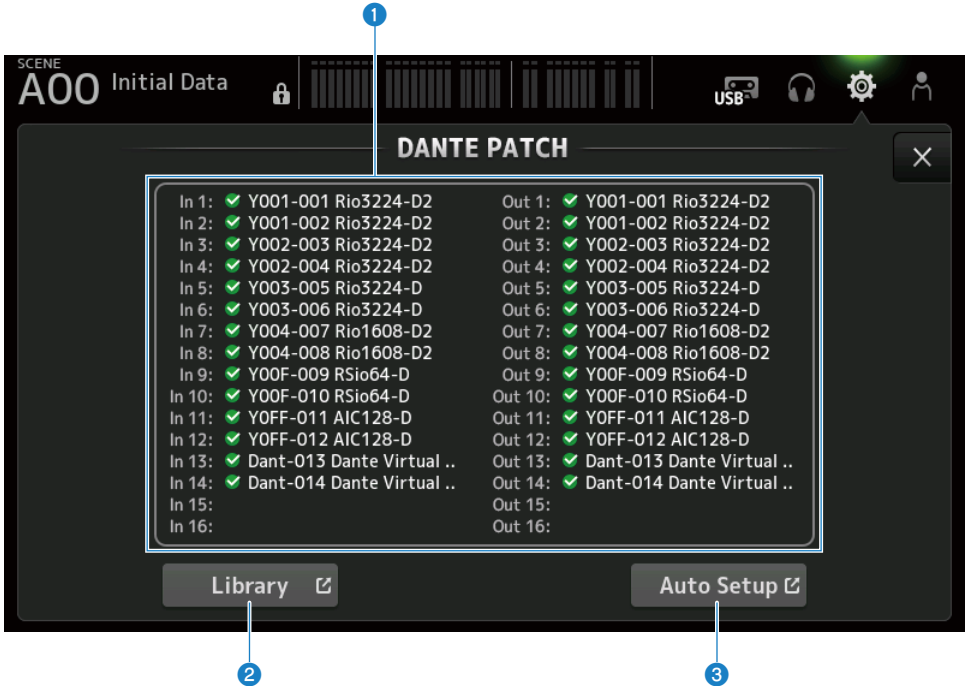 1
SCENE
A00 Initial Data
USB
DANTE PATCH
In 1: Y001-001 Rio3224-D2 Out 1: Y001-001 Rio3224-D2
In 2: Y001-002 Rio3224-D2 Out 2: Y001-002 Rio3224-D2
In 3: Y002-003 Rio3224-D2 Out 3: Y002-003 Rio3224-D2
In 4: Y002-004 Rio3224-D2 Out 4: Y002-004 Rio3224-D2
In 5: Y003-005 Rio3224-D Out 5: Y003-005 Rio3224-D
In 6: Y003-006 Rio3224-D Out 6: Y003-006 Rio3224-D
In 7: Y004-007 Rio1608-D2 Out 7: Y004-007 Rio1608-D2
In 8: Y004-008 Rio1608-D2 Out 8: Y004-008 Rio1608-D2
In 9: Y00F-009 RSio64-D Out 9: Y00F-009 RSio64-D
In 10: Y00F-010 RSio64-D Out 10: Y00F-010 RSio64-D
In 11: Y0FF-011 AIC128-D Out 11: Y0FF-011 AIC128-D
In 12: Y0FF-012 AIC128-D Out 12: Y0FF-012 AIC128-D
In 13: Dant-013 Dante Virtual .. Out 13: Dant-013 Dante Virtual ..
In 14: Dant-014 Dante Virtual .. Out 14: Dant-014 Dante Virtual ..
In 15: Out 15:
In 16: Out 16:
Library Auto Setup
2 3